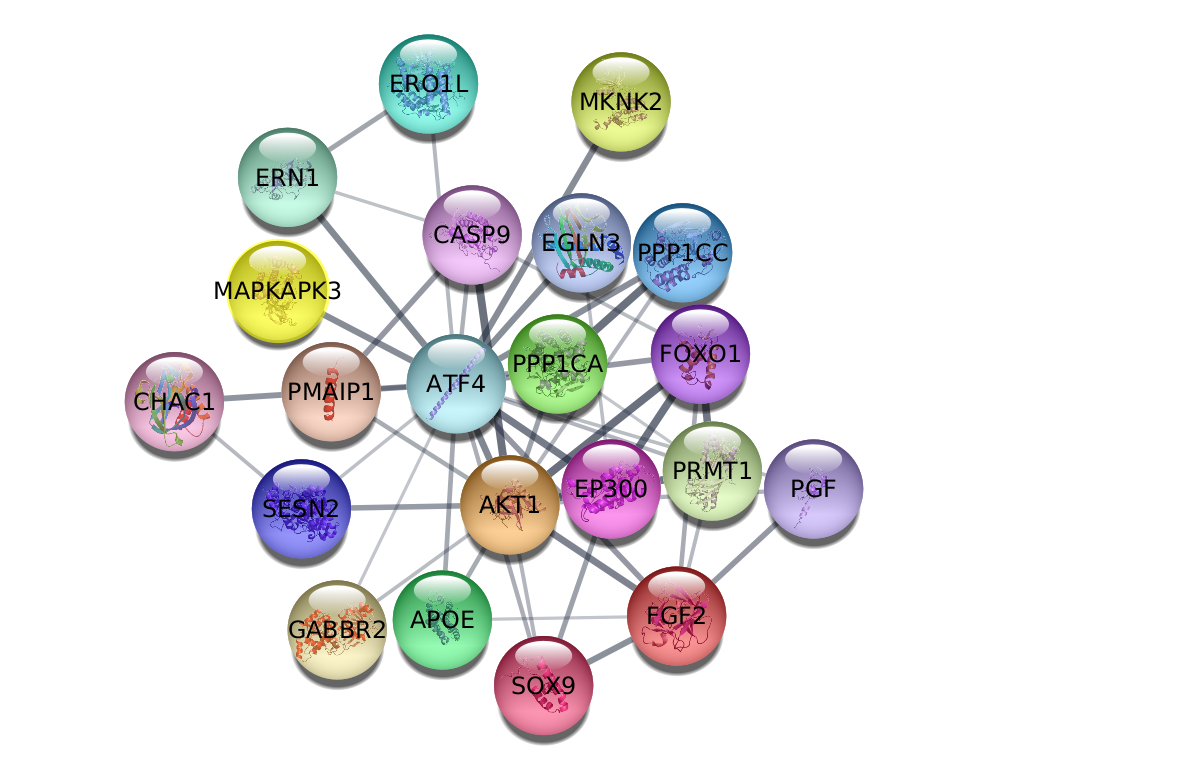 ERO1L
MKNK2
ERN1
CASP9
EGLN3
PPP1CC
MAPKAPK3
FOXO1
PPP1CA
ATF4
PMAIP1
CHAC1
PRMT1
EP300
PGF
AKT1
SESN2
FGF2
APOE
GABBR2
SOX9